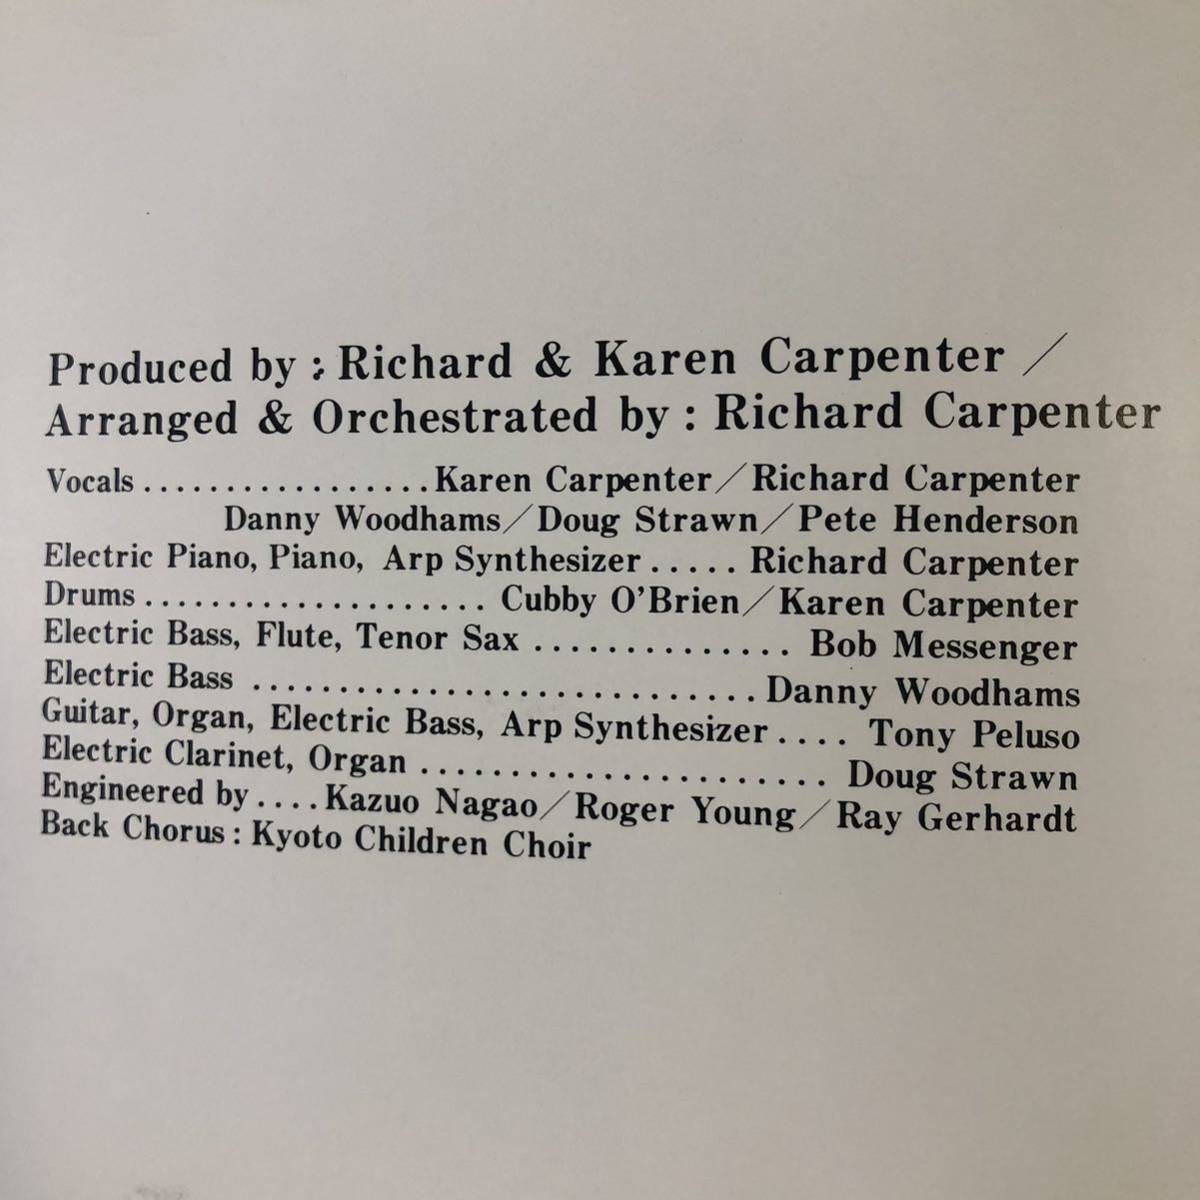 Produced by : Richard & Karen Carpenter ／
Arranged & Orchestrated by : Richard Carpenter
Vocals .................. Karen Carpenter／Richard Carpenter
Danny Woodhams／Doug Strawn／Pete Henderson
Electric Piano, Piano, Arp Synthesizer ..... Richard Carpenter
Drums ..................... Cubby O'Brien／Karen Carpenter
Electric Bass, Flute, Tenor Sax .............. Bob Messenger
Electric Bass ............................. Danny Woodhams
Guitar, Organ, Electric Bass, Arp Synthesizer .... Tony Peluso
Electric Clarinet, Organ ....................... Doug Strawn
Engineered by .... Kazuo Nagao／Roger Young／Ray Gerhardt
Back Chorus : Kyoto Children Choir